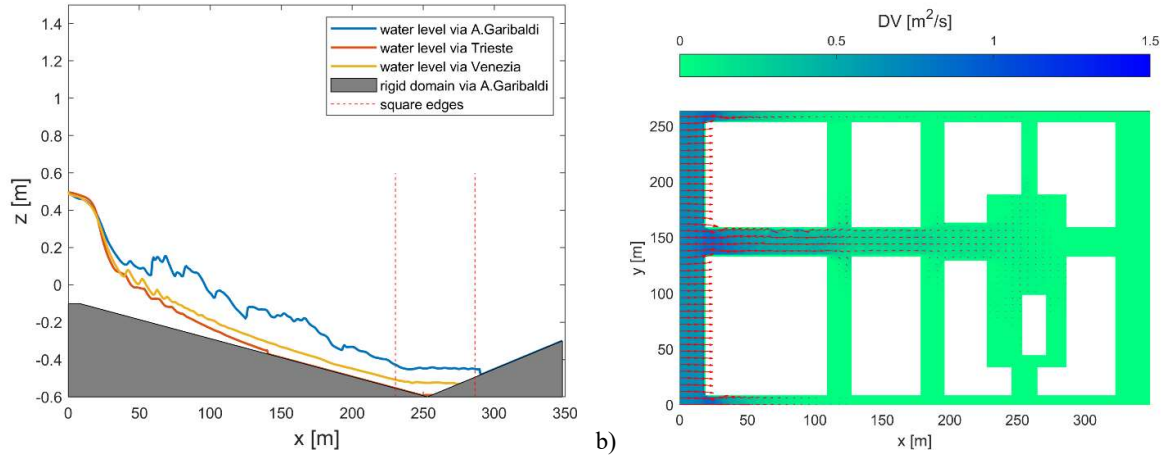 1.4
1.2
1
0.8
0.6
0.4
0.2
0
-0.2
-0.4
-0.6
z [m]
water level via A.Garibaldi
water level via Trieste
water level via Venezia
rigid domain via A.Garibaldi
square edges
0 50 100 150 200 250 300 350
x [m]
b)
DV [m²/s]
0 0.5 1 1.5
250
200
150
100
50
0
y [m]
0 50 100 150 200 250 300
x [m]